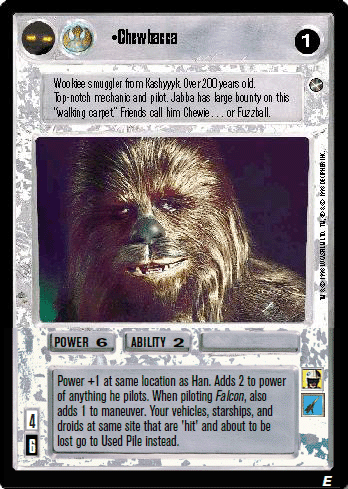 •Chewbacca
1
Wookiee smuggler from Kashyyyk. Over 200 years old.
Top-notch mechanic and pilot. Jabba has large bounty on this
"walking carpet." Friends call him Chewie . . . or Fuzzball.
POWER 6 ABILITY 2
Power +1 at same location as Han. Adds 2 to power
of anything he pilots. When piloting Falcon, also
adds 1 to maneuver. Your vehicles, starships, and
droids at same site that are 'hit' and about to be
lost go to Used Pile instead.
4
6
E